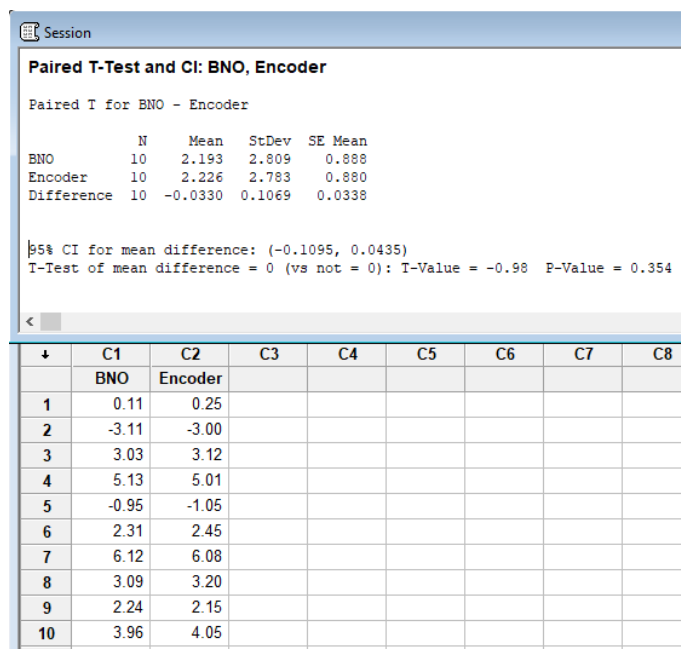 Session
Paired T-Test and CI: BNO, Encoder
Paired T for BNO - Encoder
N Mean StDev SE Mean
BNO 10 2.193 2.809 0.888
Encoder 10 2.226 2.783 0.880
Difference 10 -0.0330 0.1069 0.0338
95% CI for mean difference: (-0.1095, 0.0435)
T-Test of mean difference = 0 (vs not = 0): T-Value = -0.98 P-Value = 0.354
C1 C2 C3 C4 C5 C6 C7 C8
BNO Encoder
1 0.11 0.25
2 -3.11 -3.00
3 3.03 3.12
4 5.13 5.01
5 -0.95 -1.05
6 2.31 2.45
7 6.12 6.08
8 3.09 3.20
9 2.24 2.15
10 3.96 4.05